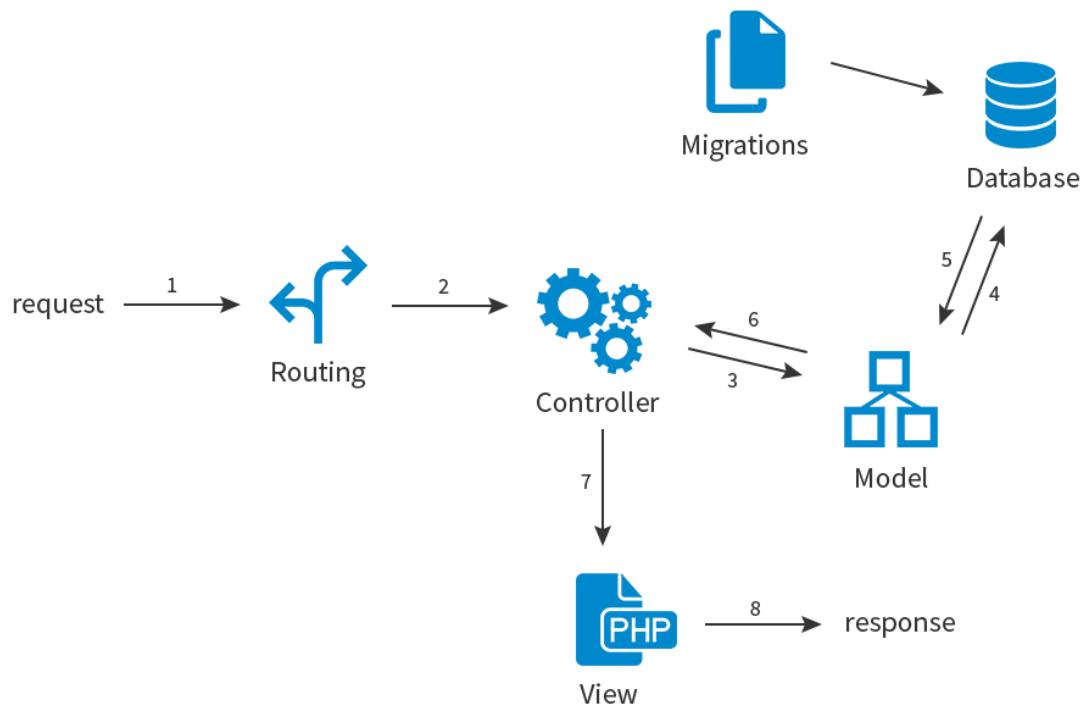 Migrations
Database
request
1
Routing
2
Controller
6
3
5
4
Model
7
PHP
View
8
response